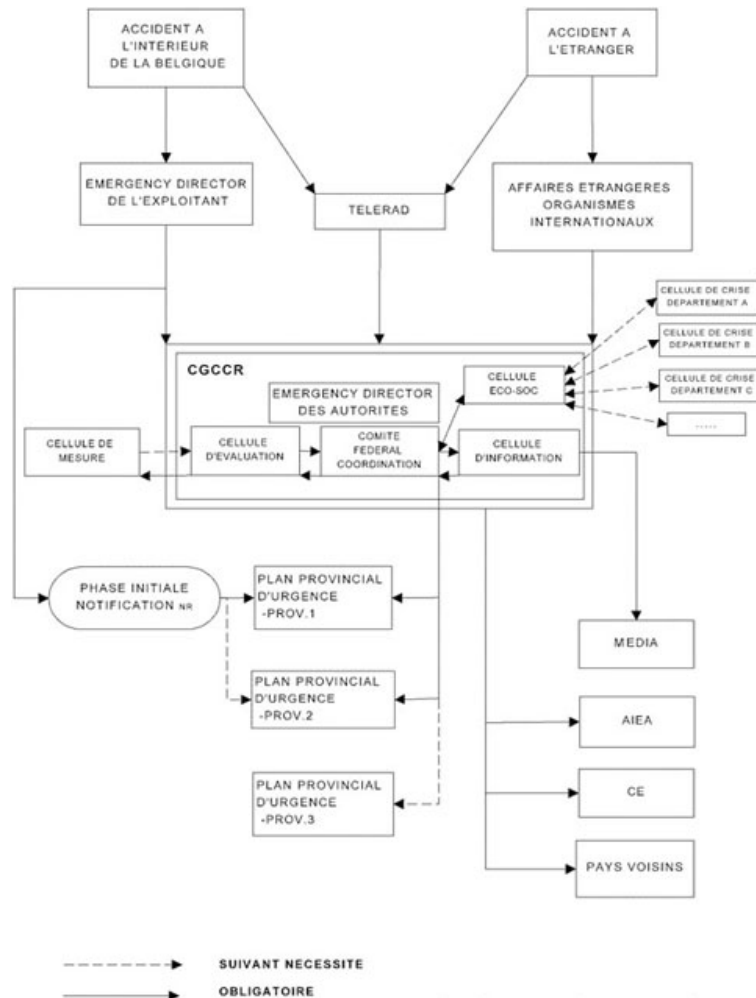 ACCIDENT A
L'INTERIEUR
DE LA BELGIQUE
ACCIDENT A
L'ETRANGER
EMERGENCY DIRECTOR
DE L'EXPLOITANT
TELERAD
AFFAIRES ETRANGERES
ORGANISMES
INTERNATIONAUX
CELLULE DE CRISE
DEPARTEMENT A
CELLULE DE CRISE
DEPARTEMENT B
CELLULE DE CRISE
DEPARTEMENT C
.....
CGCCR
CELLULE
ECO-SOC
EMERGENCY DIRECTOR
DES AUTORITES
CELLULE DE
MESURE
CELLULE
D'EVALUATION
COMITE
FEDERAL
COORDINATION
CELLULE
D'INFORMATION
PHASE INITIALE
NOTIFICATION NR
PLAN PROVINCIAL
D'URGENCE
-PROV.1
PLAN PROVINCIAL
D'URGENCE
-PROV.2
PLAN PROVINCIAL
D'URGENCE
-PROV.3
MEDIA
AIEA
CE
PAYS VOISINS
SUIVANT NECESSITE
OBLIGATOIRE